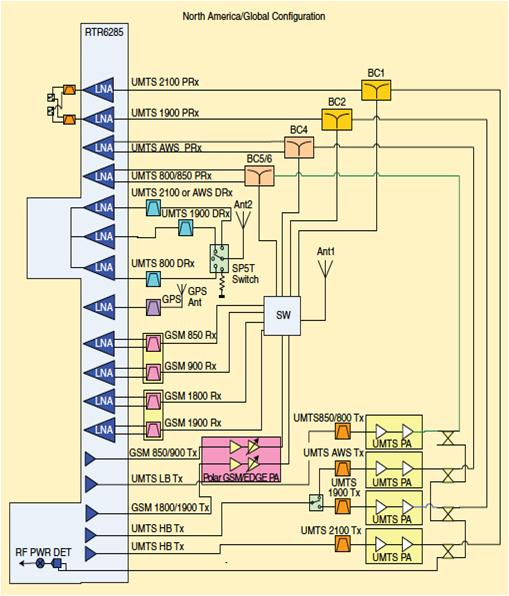 North America/Global Configuration
RTR6285
BC1
LNA
UMTS 2100 PRx
BC2
LNA
UMTS 1900 PRx
BC4
LNA
UMTS AWS PRx
BC5/6
LNA
UMTS 800/850 PRx
UMTS 2100 or AWS DRx
LNA
UMTS 1900 DRx
Ant2
LNA
SP5T
Switch
Ant1
UMTS 800 DRx
LNA
GPS
Ant
LNA
GPS
SW
GSM 850 Rx
LNA
GSM 900 Rx
LNA
GSM 1800 Rx
LNA
GSM 1900 Rx
LNA
UMTS850/800 Tx
UMTS PA
GSM 850/900 Tx
UMTS AWS Tx
UMTS PA
Polar GSM/EDGE PA
UMTS LB Tx
UMTS
1900 Tx
UMTS PA
GSM 1800/1900 Tx
UMTS HB Tx
UMTS 2100 Tx
UMTS HB Tx
UMTS PA
RF PWR DET